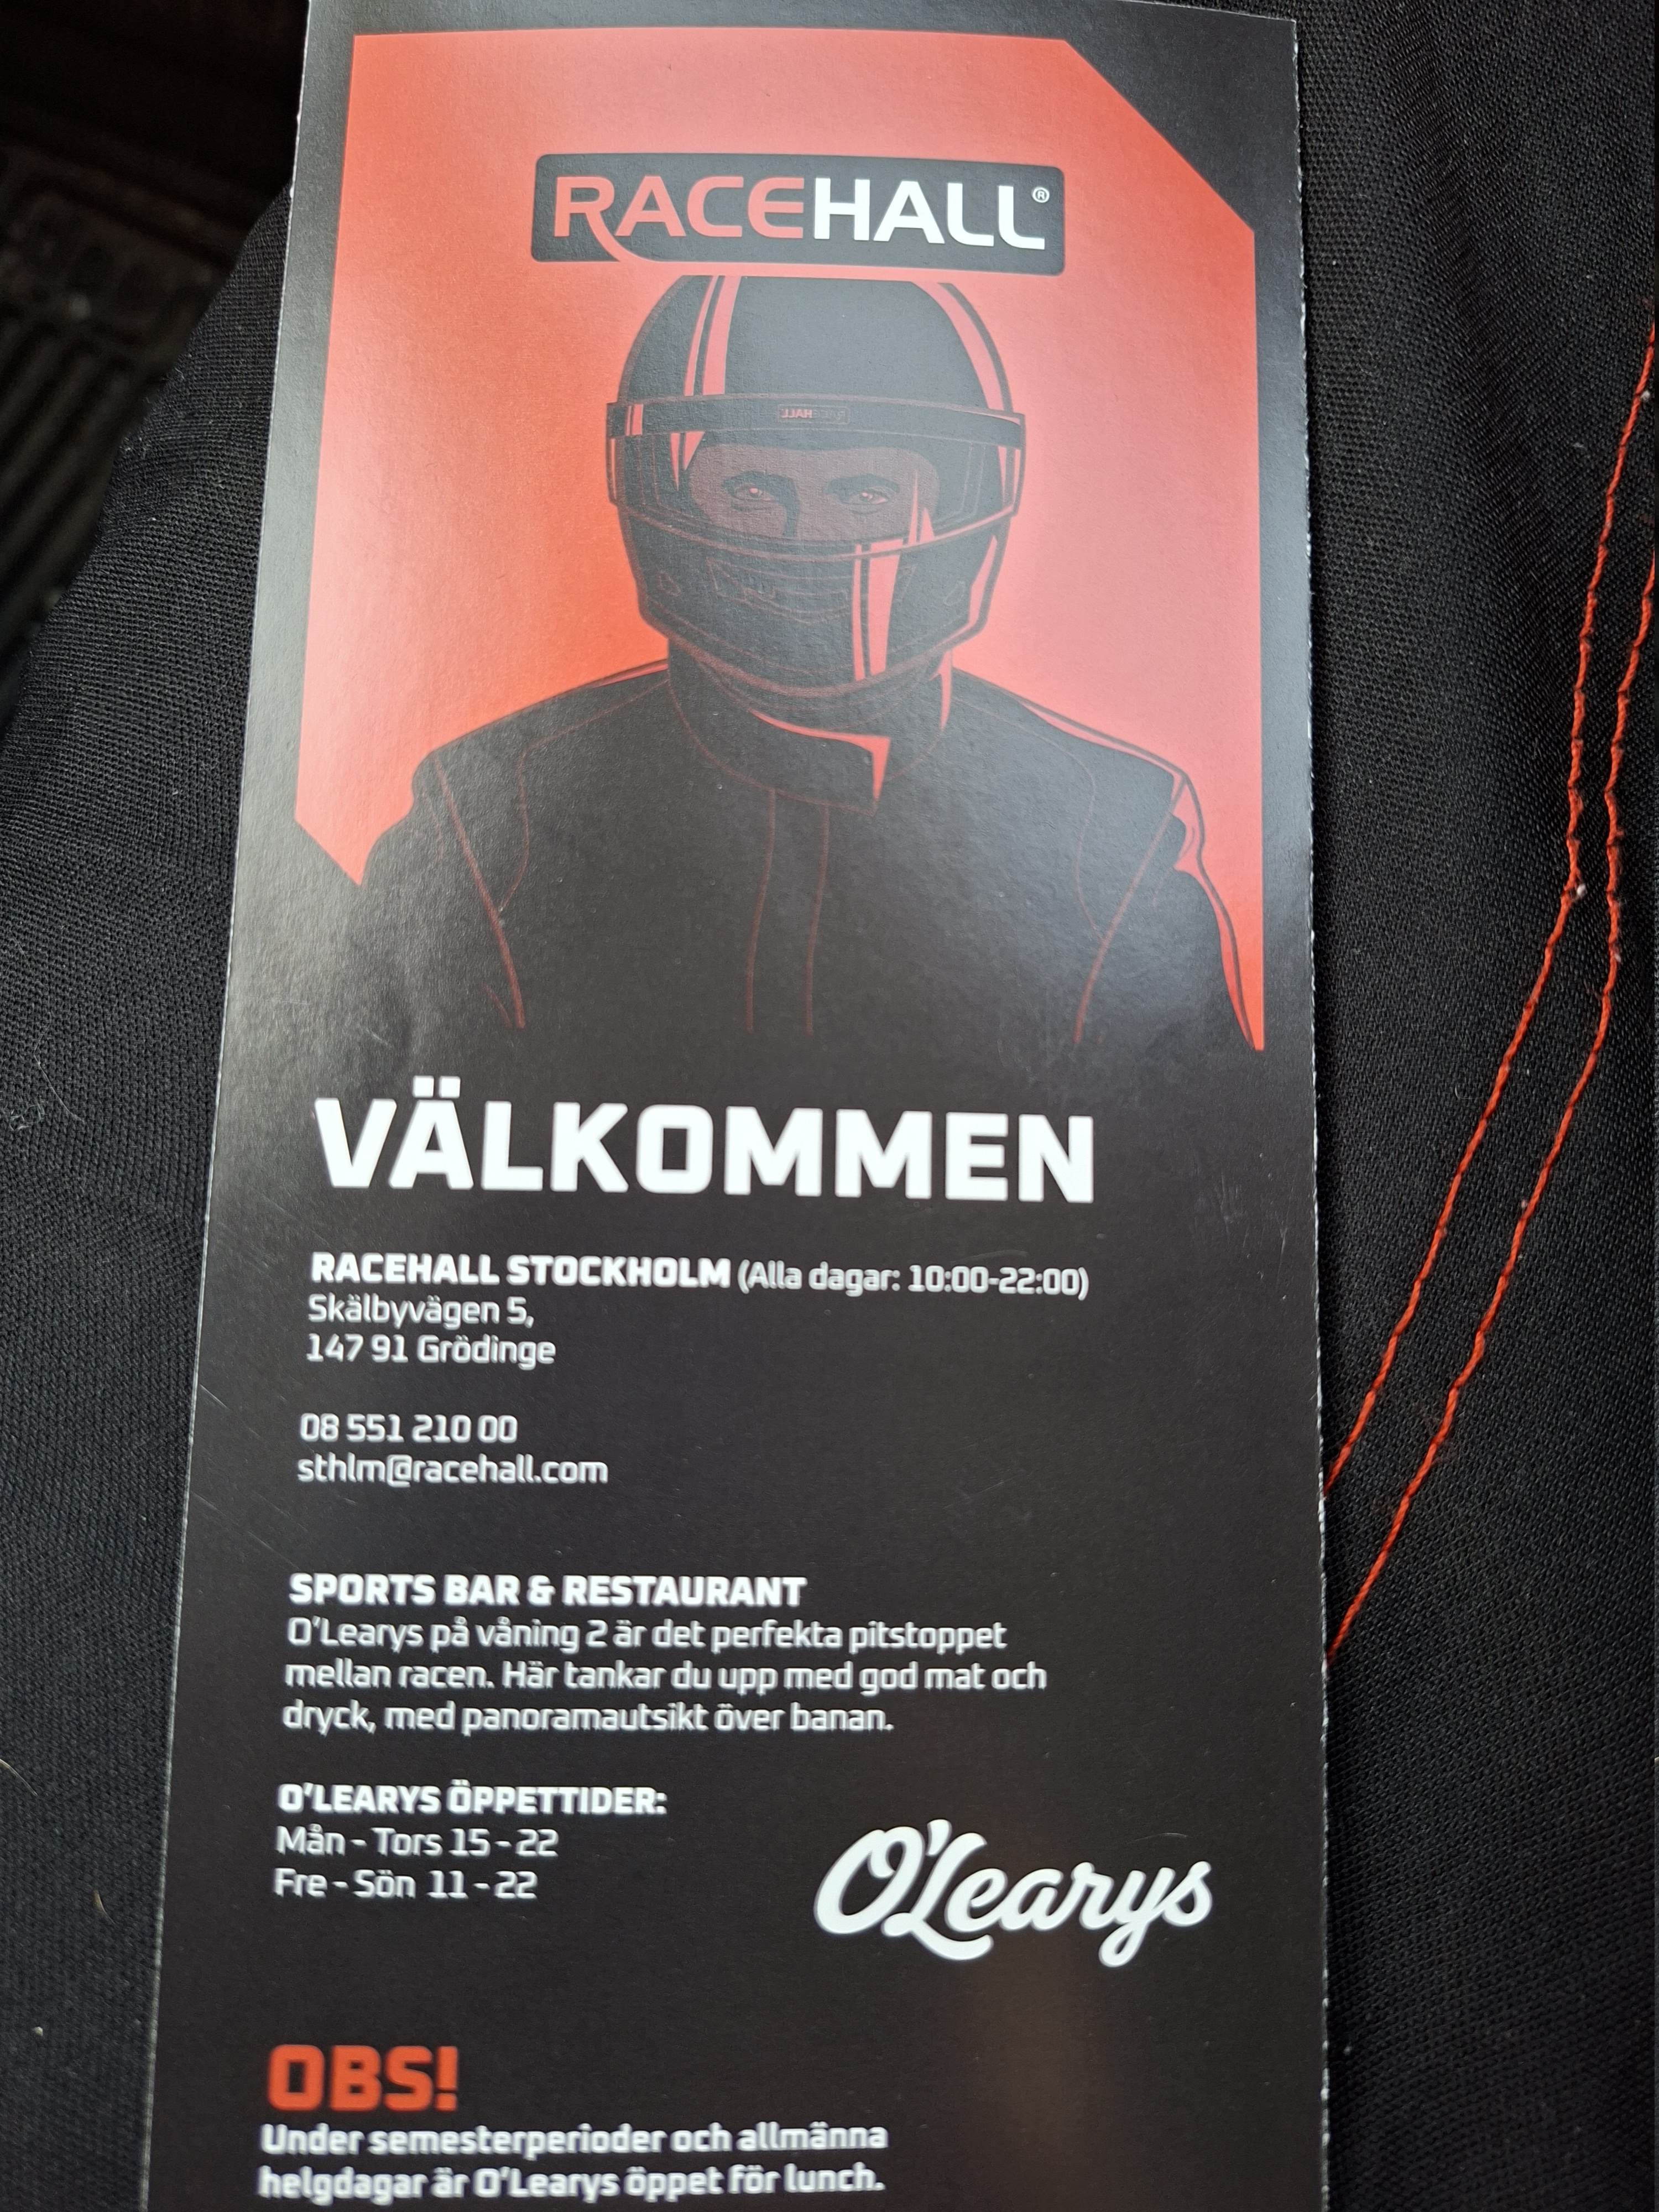 RACEHALL®
VÄLKOMMEN
RACEHALL STOCKHOLM (Alla dagar: 10:00-22:00)
Skälbyvägen 5,
147 91 Grödinge
08 551 210 00
sthlm@racehall.com
SPORTS BAR & RESTAURANT
O'Learys på våning 2 är det perfekta pitstoppet
mellan racen. Här tankar du upp med god mat och
dryck, med panoramautsikt över banan.
O'LEARYS ÖPPETTIDER:
Mån - Tors 15 - 22
Fre - Sön 11 - 22
O'Learys
OBS!
Under semesterperioder och allmänna
helgdagar är O'Learys öppet för lunch.